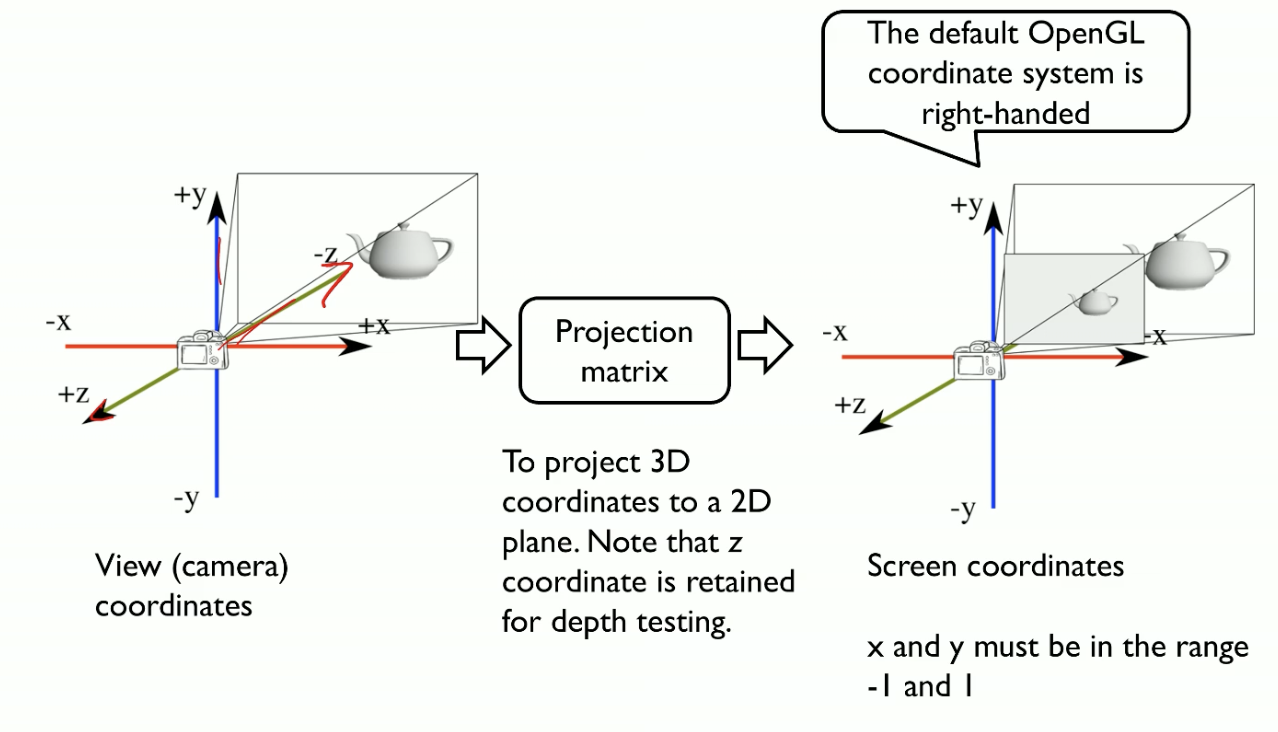 The default OpenGL
coordinate system is
right-handed
+y
-z
-x
+x
+z
-y
View (camera)
coordinates
Projection
matrix
To project 3D
coordinates to a 2D
plane. Note that z
coordinate is retained
for depth testing.
+y
-x
-x
+z
-y
Screen coordinates
x and y must be in the range
-1 and 1